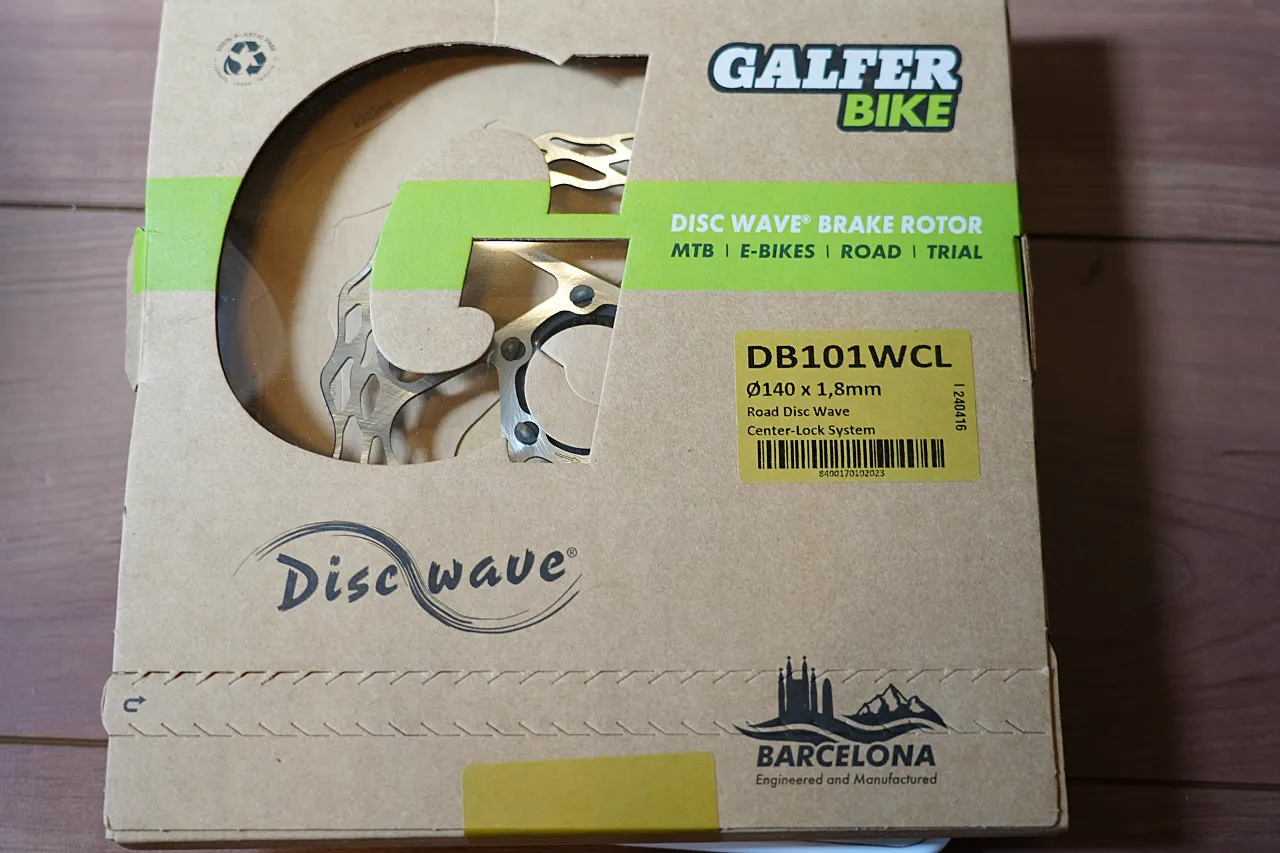 GALFER
BIKE
DISC WAVE® BRAKE ROTOR
MTB | E-BIKES | ROAD | TRIAL
DB101WCL
Ø140 x 1,8mm
Road Disc Wave
Center-Lock System
I 240416
8400170102023
Disc wave®
BARCELONA
Engineered and Manufactured